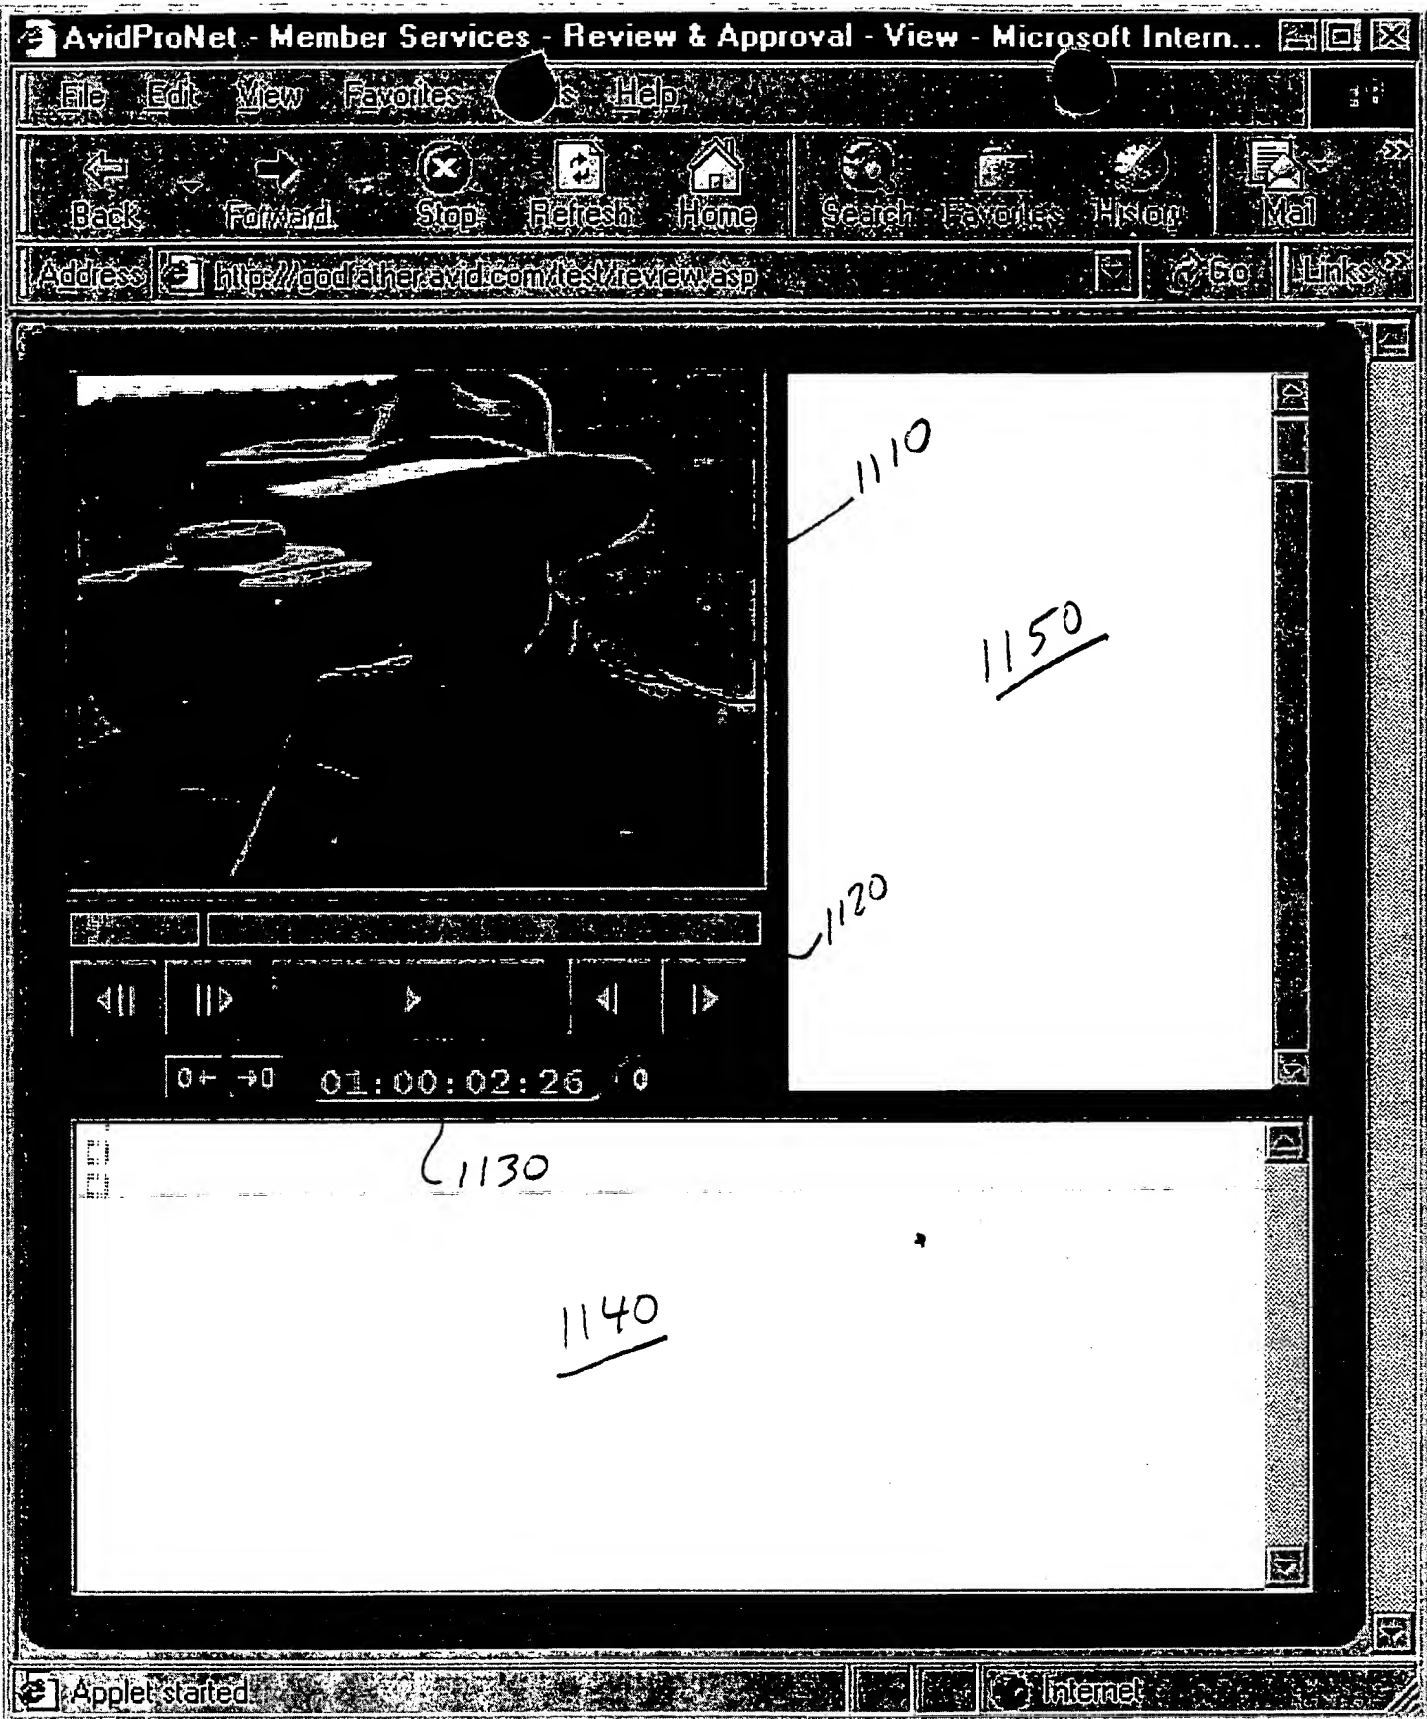 AvidProNet - Member Services - Review & Approval - View - Microsoft Intern...
File Edit View Favorites Help
Back Forward Stop Refresh Home Search Favorites History Mail
Address http://godfather.avid.com/test/review.asp Go Links
1110
1150
1120
01:00:02:26
1130
1140
Applet started Internet